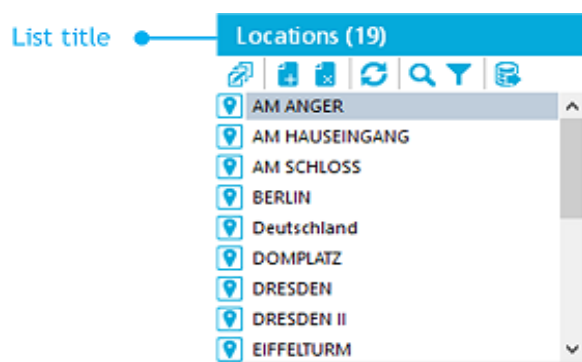 List title
Locations (19)
AM ANGER
AM HAUSEINGANG
AM SCHLOSS
BERLIN
Deutschland
DOMPLATZ
DRESDEN
DRESDEN II
EIFFELTURM